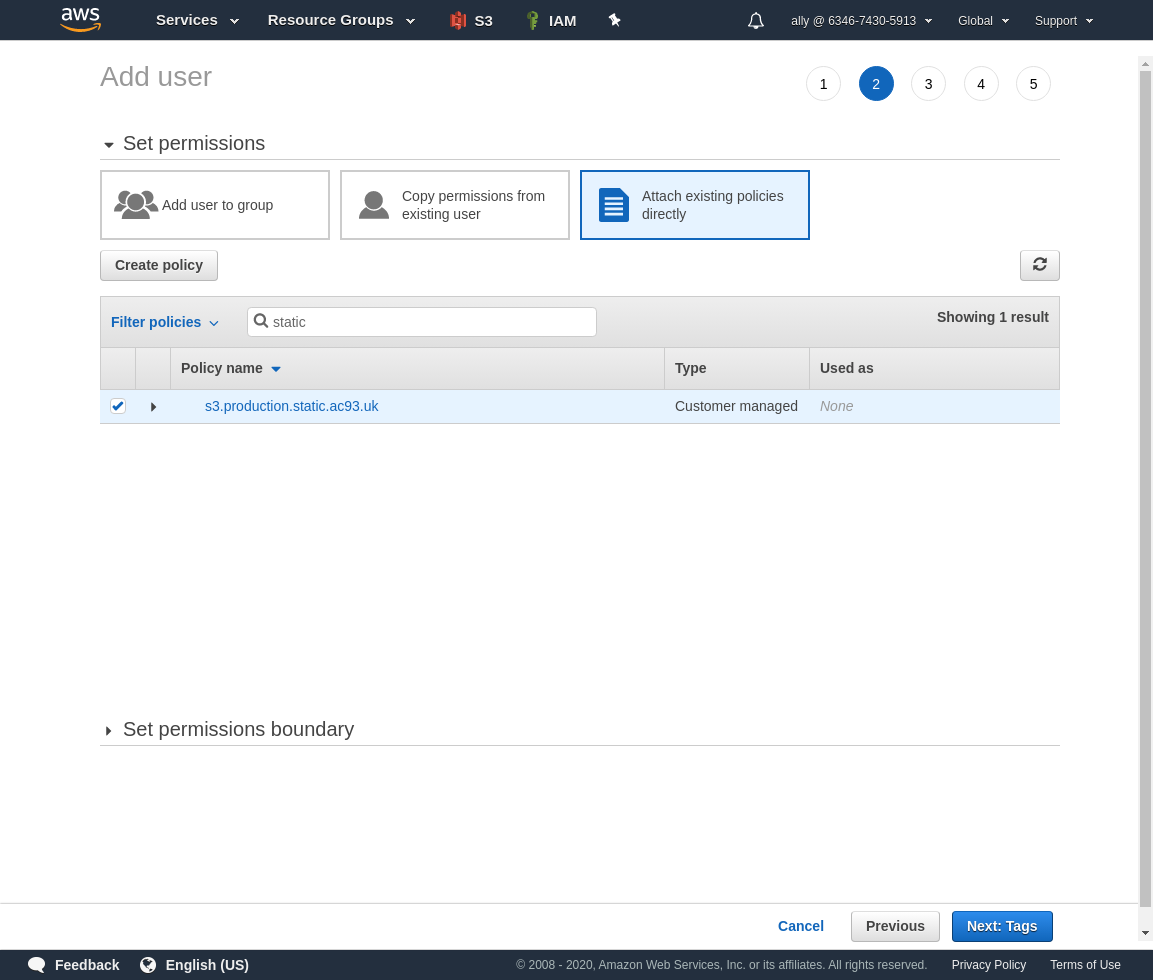 aws Services Resource Groups S3 IAM ally @ 6346-7430-5913 Global Support
Add user 1 2 3 4 5
Set permissions
Add user to group
Copy permissions from
existing user
Attach existing policies
directly
Create policy
Filter policies static Showing 1 result
Policy name Type Used as
s3.production.static.ac93.uk Customer managed None
Set permissions boundary
Cancel Previous Next: Tags
Feedback English (US) © 2008 - 2020, Amazon Web Services, Inc. or its affiliates. All rights reserved. Privacy Policy Terms of Use